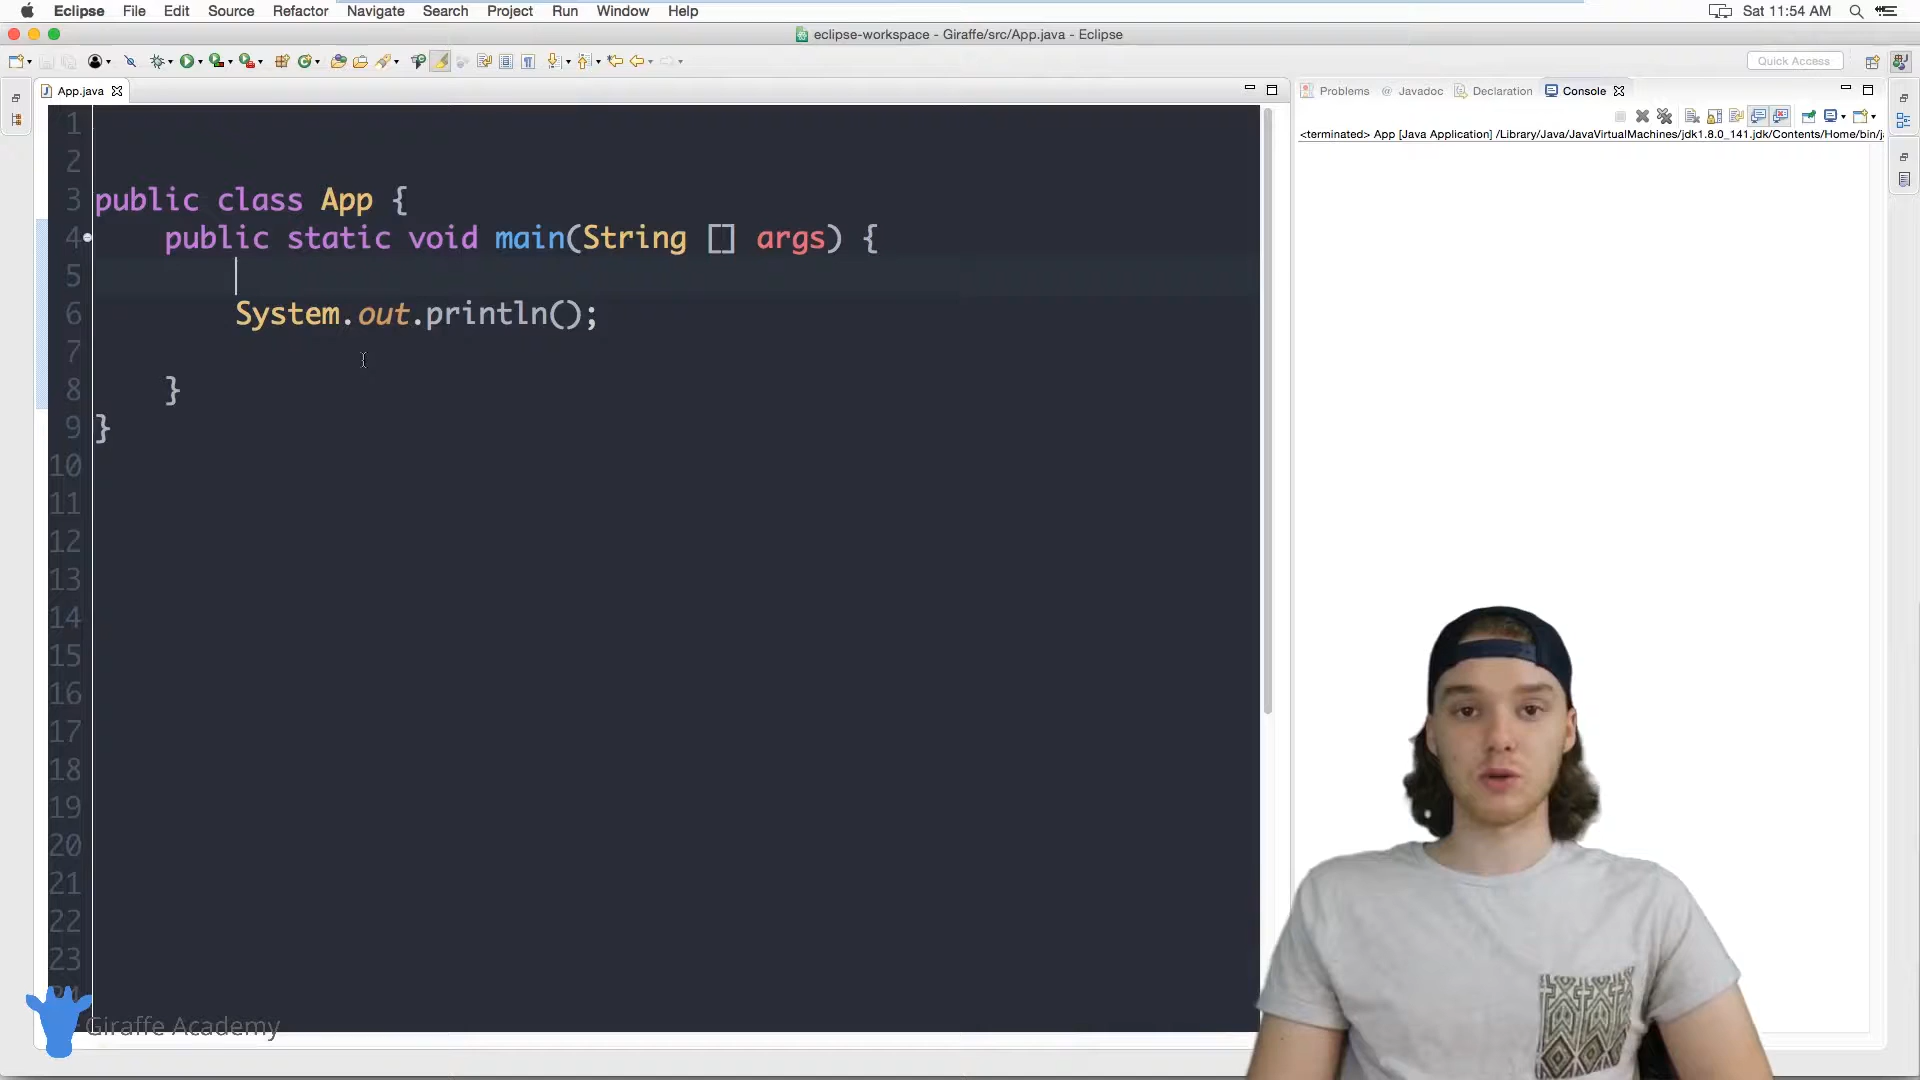 Eclipse File Edit Source Refactor Navigate Search Project Run Window Help Sat 11:54 AM
eclipse-workspace - Giraffe/src/App.java - Eclipse
Quick Access
App.java
Problems @ Javadoc Declaration Console
<terminated> App [Java Application] /Library/Java/JavaVirtualMachines/jdk1.8.0_141.jdk/Contents/Home/bin/j
1
2
3 public class App {
4 public static void main(String [] args) {
5
6 System.out.println();
7
8 }
9 }
10
11
12
13
14
15
16
17
18
19
20
21
22
23
Giraffe Academy